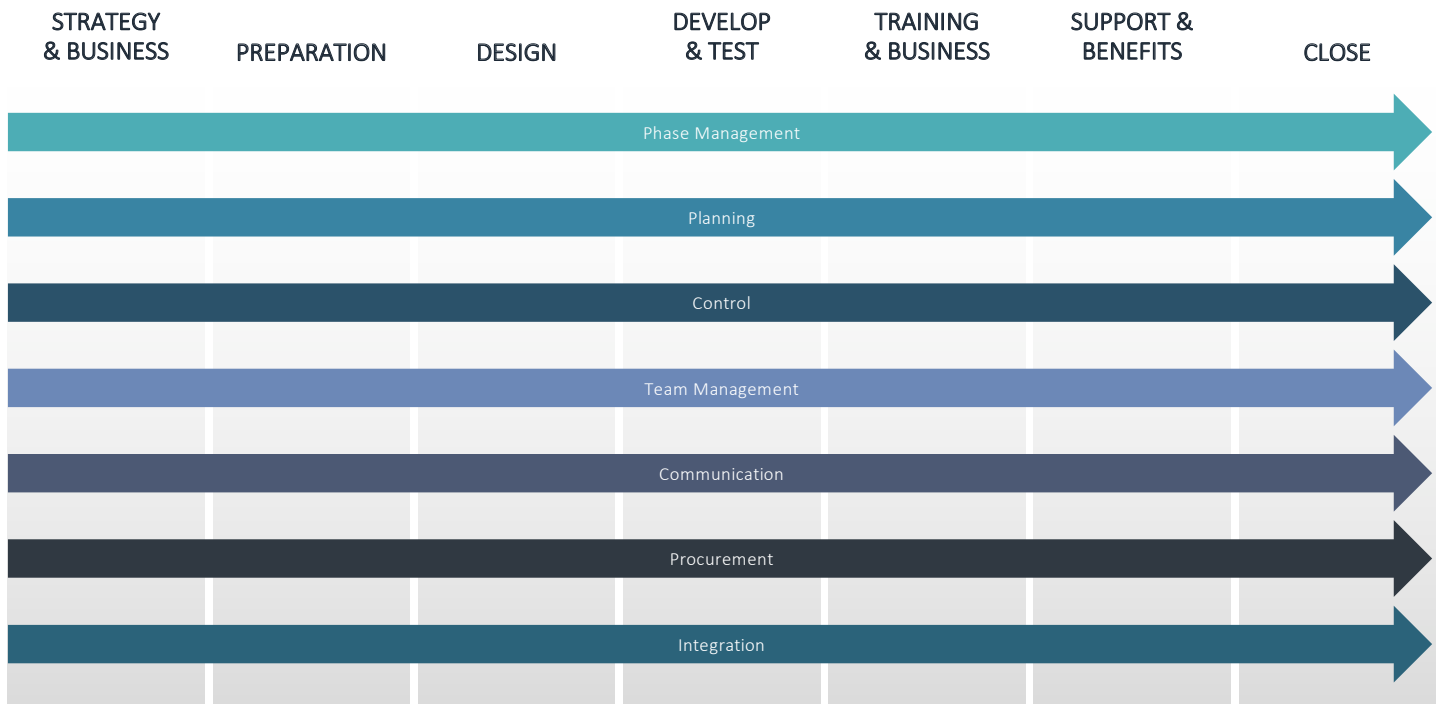 STRATEGY
& BUSINESS
PREPARATION
DESIGN
DEVELOP
& TEST
TRAINING
& BUSINESS
SUPPORT &
BENEFITS
CLOSE
Phase Management
Planning
Control
Team Management
Communication
Procurement
Integration